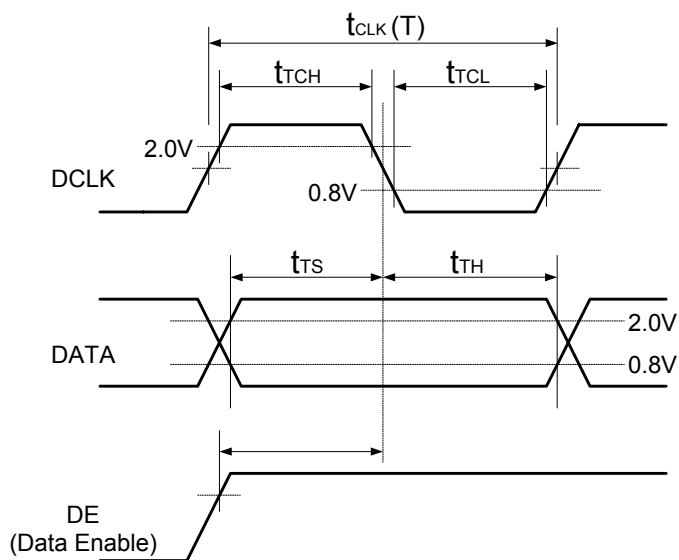 tCLK (T)
tTCH
tTCL
2.0V
DCLK
0.8V
tTS
tTH
2.0V
DATA
0.8V
DE
(Data Enable)